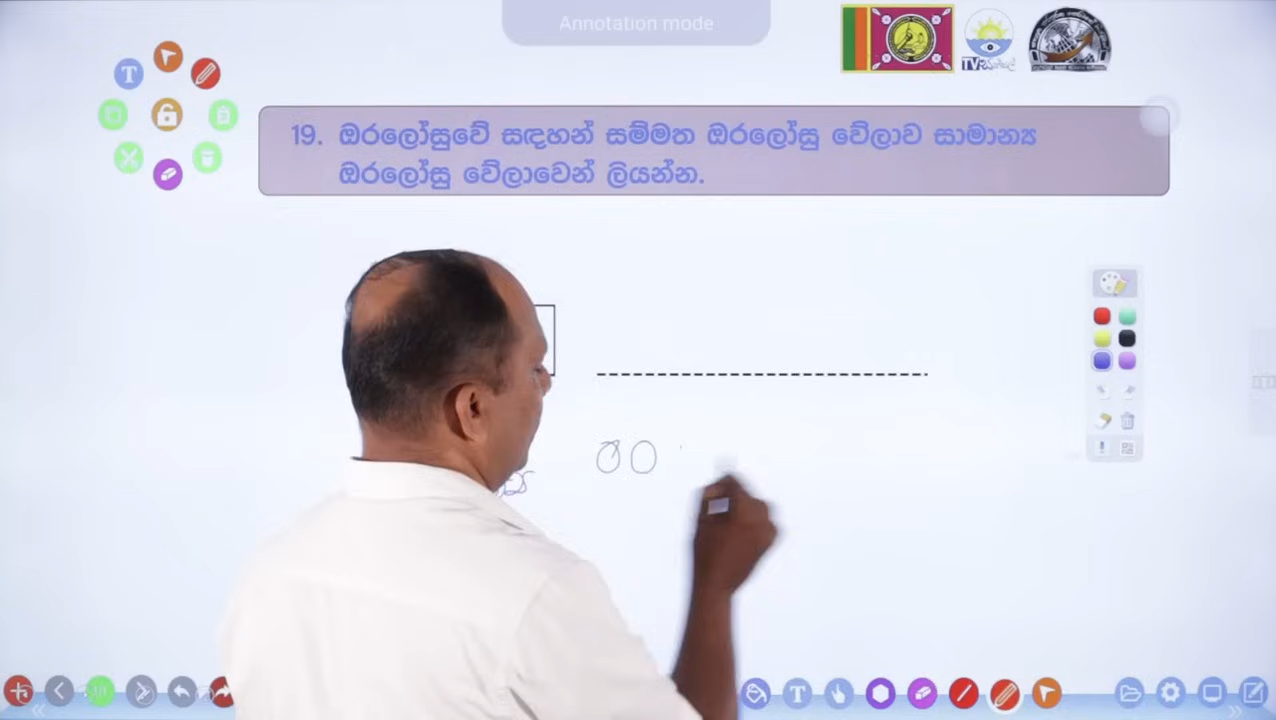 Annotation mode
19. ඔරලෝසුවේ සඳහන් සම්මත ඔරලෝසු වේලාව සාමාන්‍ය
ඔරලෝසු වේලාවෙන් ලියන්න.
00